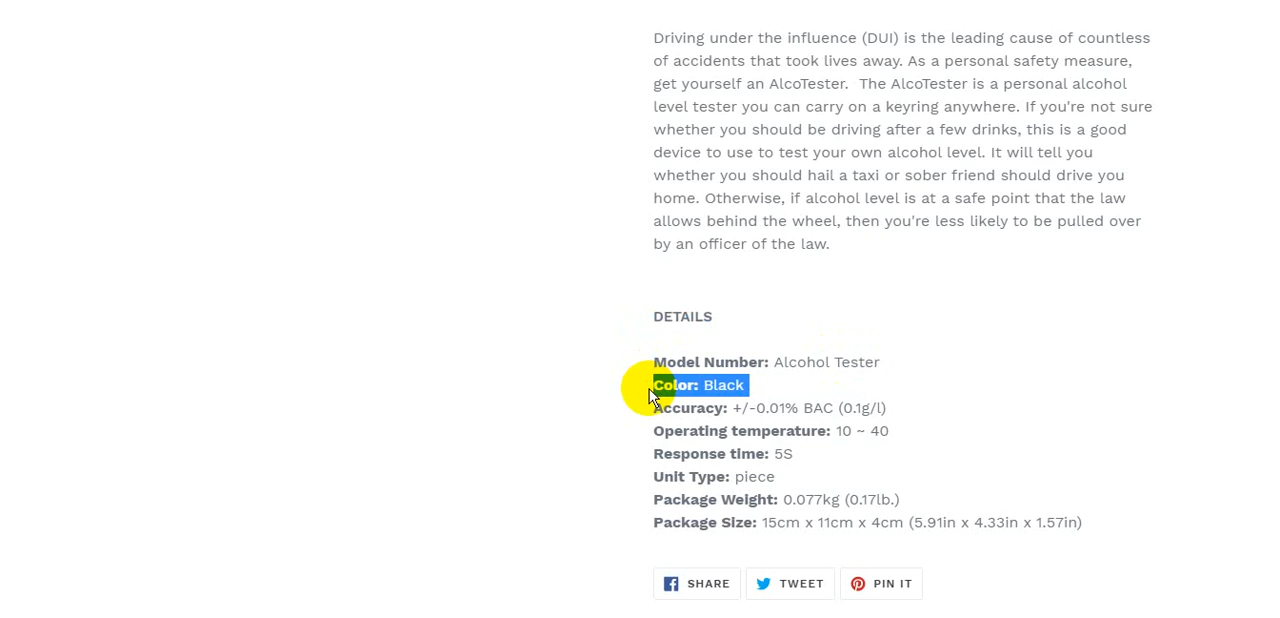 Driving under the influence (DUI) is the leading cause of countless
of accidents that took lives away. As a personal safety measure,
get yourself an AlcoTester.  The AlcoTester is a personal alcohol
level tester you can carry on a keyring anywhere. If you're not sure
whether you should be driving after a few drinks, this is a good
device to use to test your own alcohol level. It will tell you
whether you should hail a taxi or sober friend should drive you
home. Otherwise, if alcohol level is at a safe point that the law
allows behind the wheel, then you're less likely to be pulled over
by an officer of the law.
DETAILS
Model Number: Alcohol Tester
Color: Black
Accuracy: +/-0.01% BAC (0.1g/l)
Operating temperature: 10 ~ 40
Response time: 5S
Unit Type: piece
Package Weight: 0.077kg (0.17lb.)
Package Size: 15cm x 11cm x 4cm (5.91in x 4.33in x 1.57in)
SHARE TWEET PIN IT